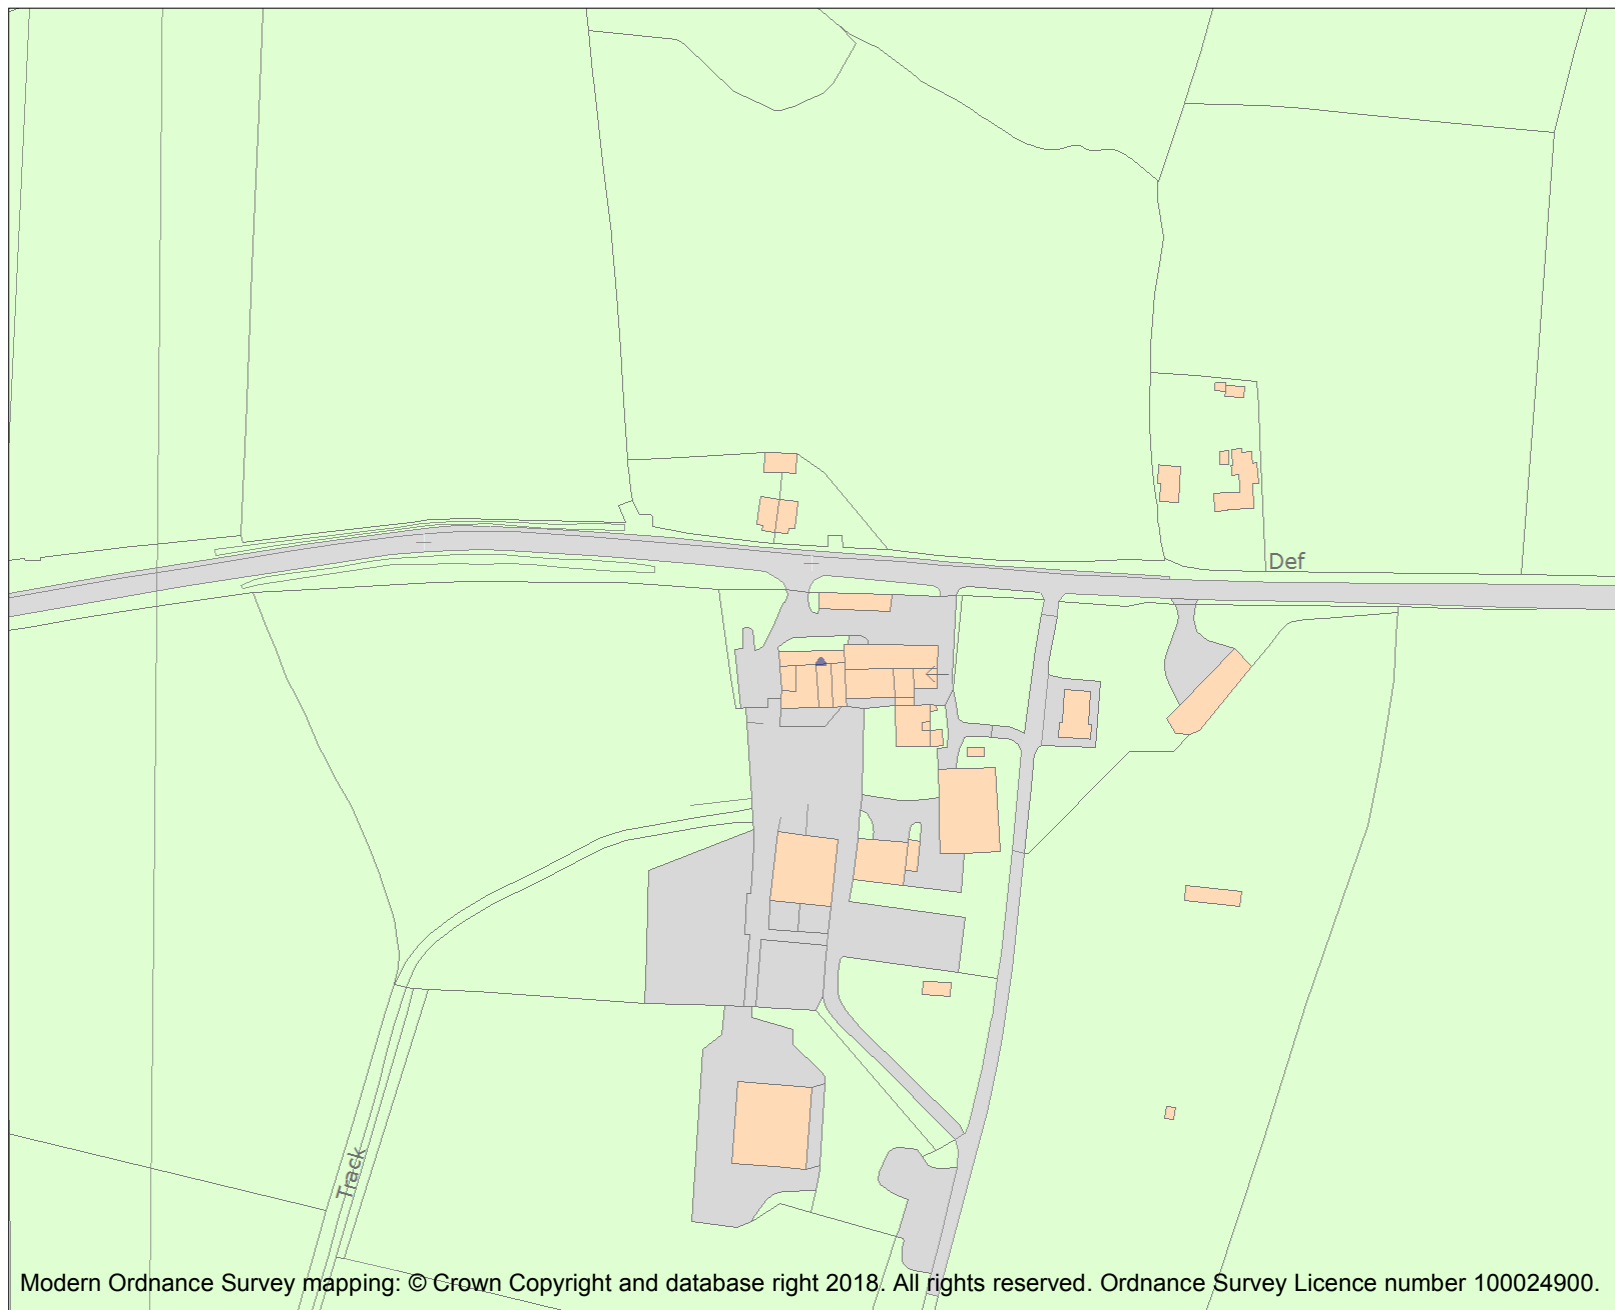 Def
Track
Modern Ordnance Survey mapping: © Crown Copyright and database right 2018. All rights reserved. Ordnance Survey Licence number 100024900.